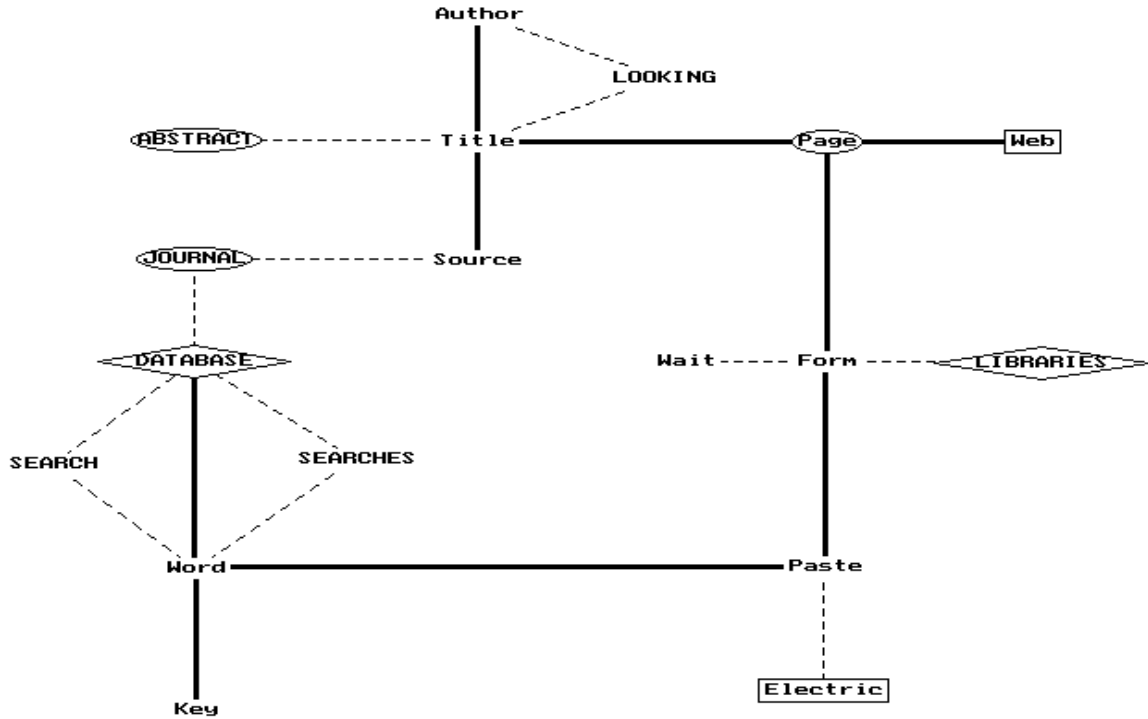 Author
LOOKING
ABSTRACT
Title
Page
Web
JOURNAL
Source
DATABASE
Wait
Form
LIBRARIES
SEARCH
SEARCHES
Word
Paste
Electric
Key